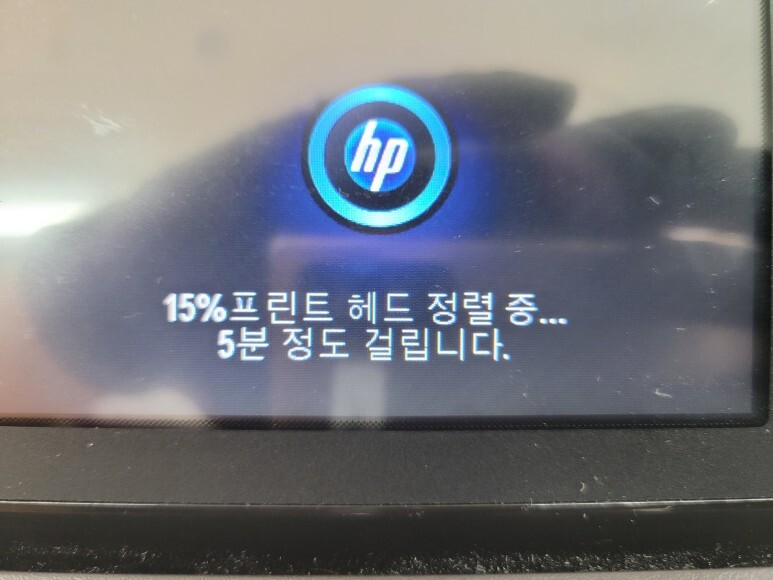 hp
15%프린트 헤드 정렬 중...
5분 정도 걸립니다.